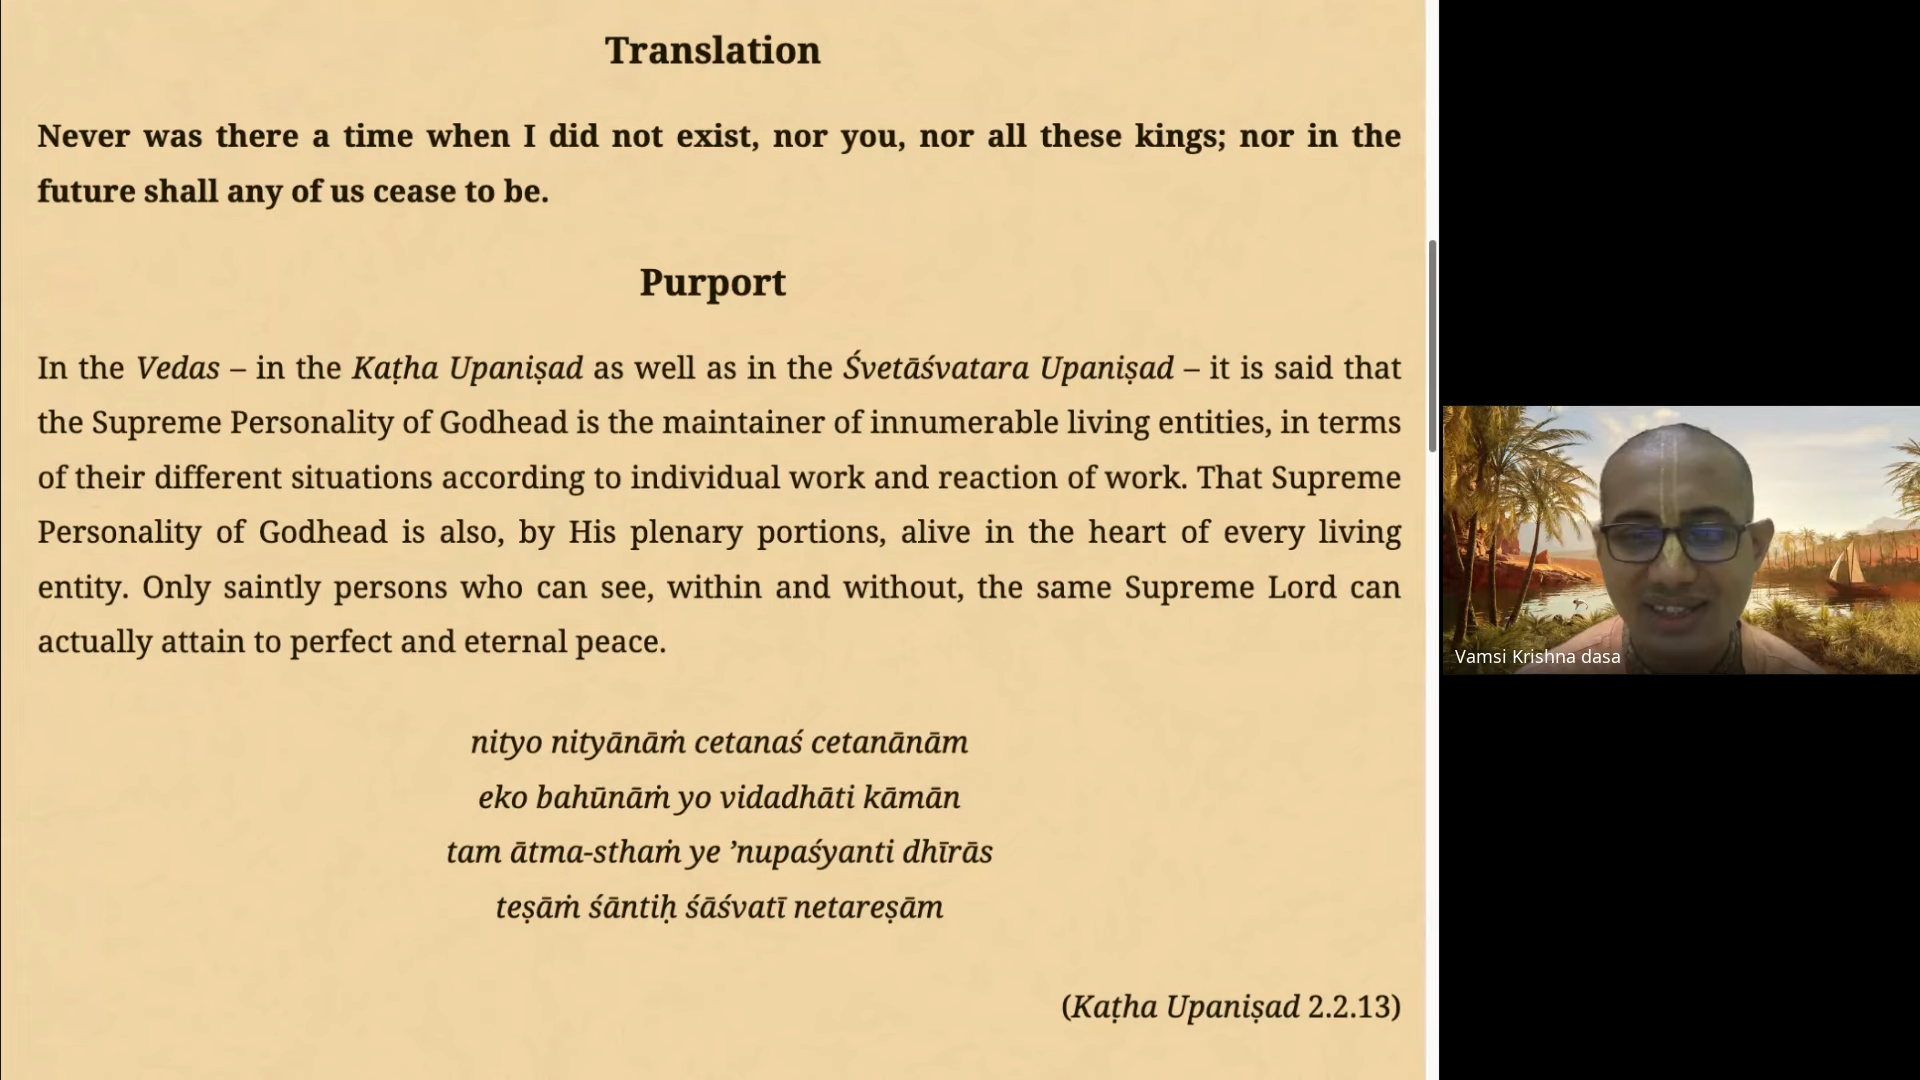 Translation
Never was there a time when I did not exist, nor you, nor all these kings; nor in the
future shall any of us cease to be.
Purport
In the Vedas – in the Kaṭha Upaniṣad as well as in the Śvetāśvatara Upaniṣad – it is said that
the Supreme Personality of Godhead is the maintainer of innumerable living entities, in terms
of their different situations according to individual work and reaction of work. That Supreme
Personality of Godhead is also, by His plenary portions, alive in the heart of every living
entity. Only saintly persons who can see, within and without, the same Supreme Lord can
actually attain to perfect and eternal peace.
nityo nityānāṁ cetanaś cetanānām
eko bahūnāṁ yo vidadhāti kāmān
tam ātma-sthaṁ ye ’nupaśyanti dhīrās
teṣāṁ śāntiḥ śāśvatī netareṣām
(Kaṭha Upaniṣad 2.2.13)
Vamsi Krishna dasa